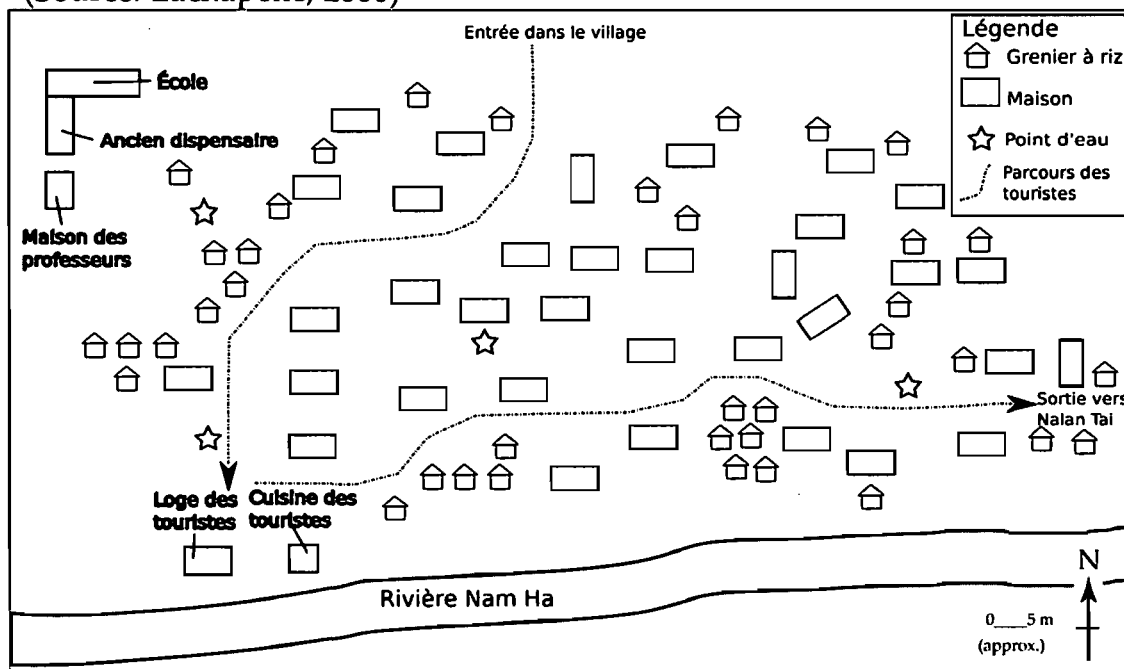 Entrée dans le village
Légende
Grenier à riz
Maison
Point d'eau
Parcours des
touristes
École
Ancien dispensaire
Maison des
professeurs
Sortie vers
Nalan Tai
Loge des
touristes
Cuisine des
touristes
Rivière Nam Ha
N
0 5 m
(approx.)